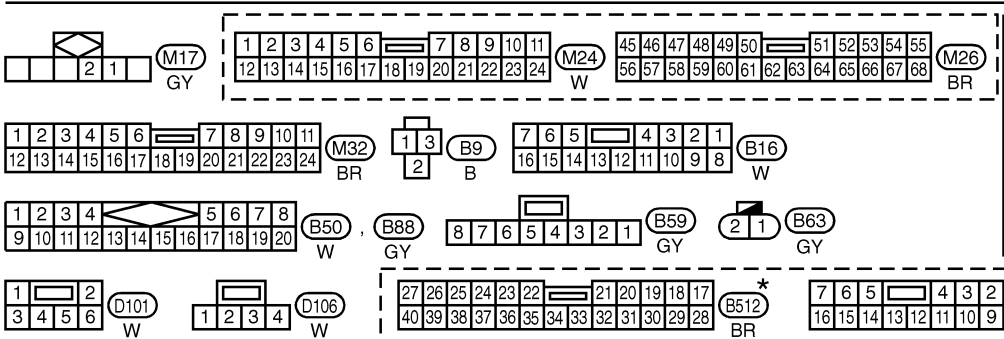 2 1 M17
GY
1 2 3 4 5 6 7 8 9 10 11
12 13 14 15 16 17 18 19 20 21 22 23 24
M24
W
45 46 47 48 49 50 51 52 53 54 55
56 57 58 59 60 61 62 63 64 65 66 67 68
M26
BR
1 2 3 4 5 6 7 8 9 10 11
12 13 14 15 16 17 18 19 20 21 22 23 24
M32
BR
1 3
2
B9
B
7 6 5 4 3 2 1
16 15 14 13 12 11 10 9 8
B16
W
1 2 3 4 5 6 7 8
9 10 11 12 13 14 15 16 17 18 19 20
B50 , B88
W GY
8 7 6 5 4 3 2 1
B59
GY
2 1
B63
GY
1 2
3 4 5 6
D101
W
1 2 3 4
D106
W
27 26 25 24 23 22 21 20 19 18 17
40 39 38 37 36 35 34 33 32 31 30 29 28
B512 *
BR
7 6 5 4 3 2
16 15 14 13 12 11 10 9